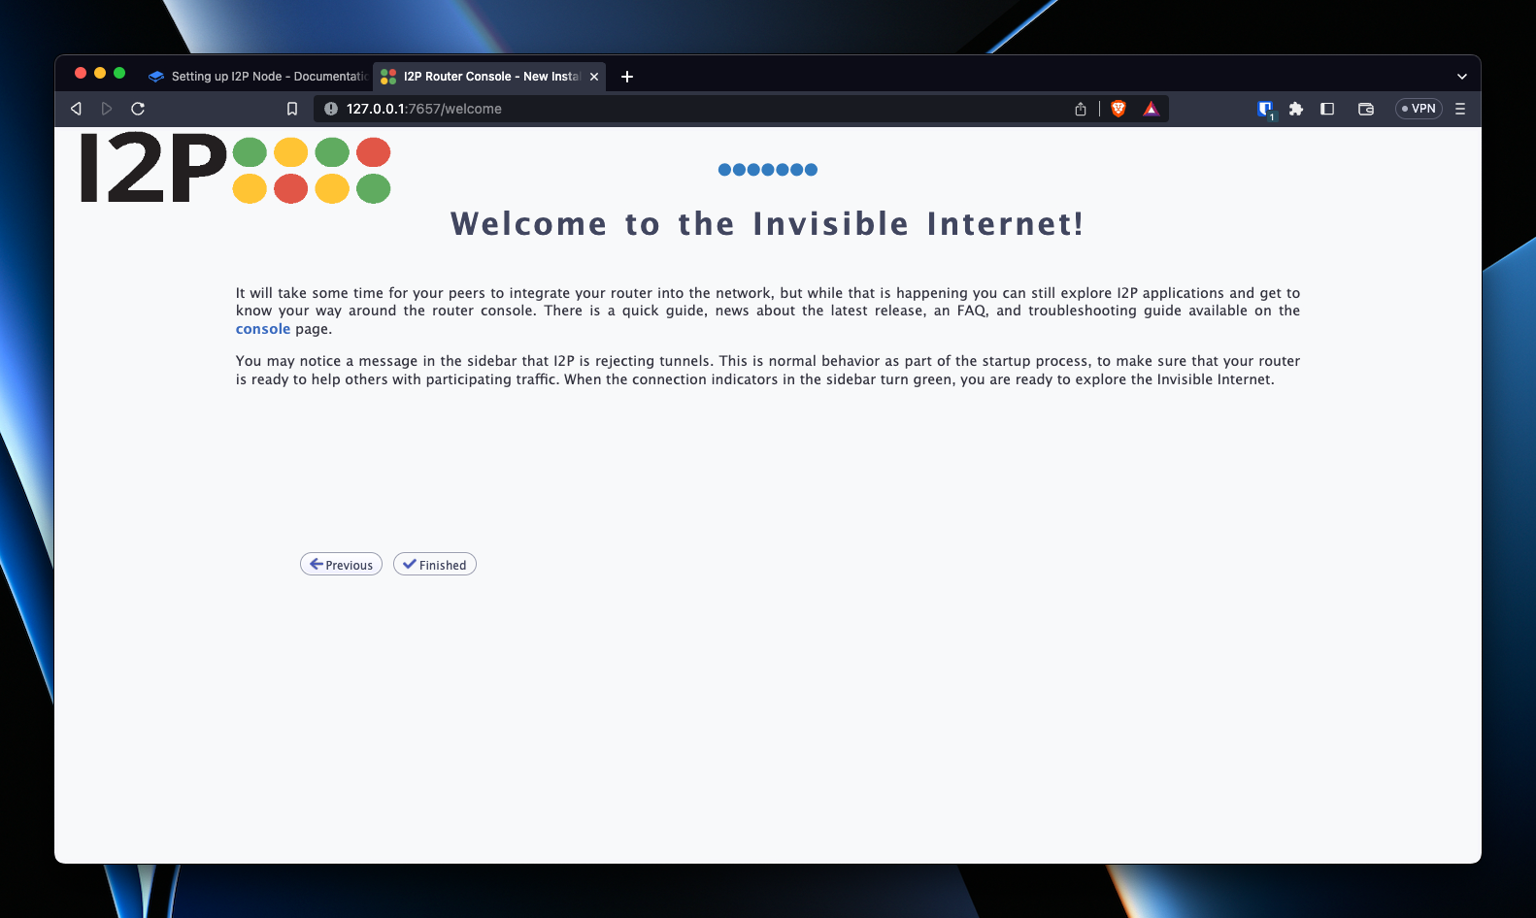 Setting up I2P Node - Documentatio
I2P Router Console - New Insta
127.0.0.1:7657/welcome
1
VPN
I2P
Welcome to the Invisible Internet!
It will take some time for your peers to integrate your router into the network, but while that is happening you can still explore I2P applications and get to
know your way around the router console. There is a quick guide, news about the latest release, an FAQ, and troubleshooting guide available on the
console page.
You may notice a message in the sidebar that I2P is rejecting tunnels. This is normal behavior as part of the startup process, to make sure that your router
is ready to help others with participating traffic. When the connection indicators in the sidebar turn green, you are ready to explore the Invisible Internet.
Previous
Finished